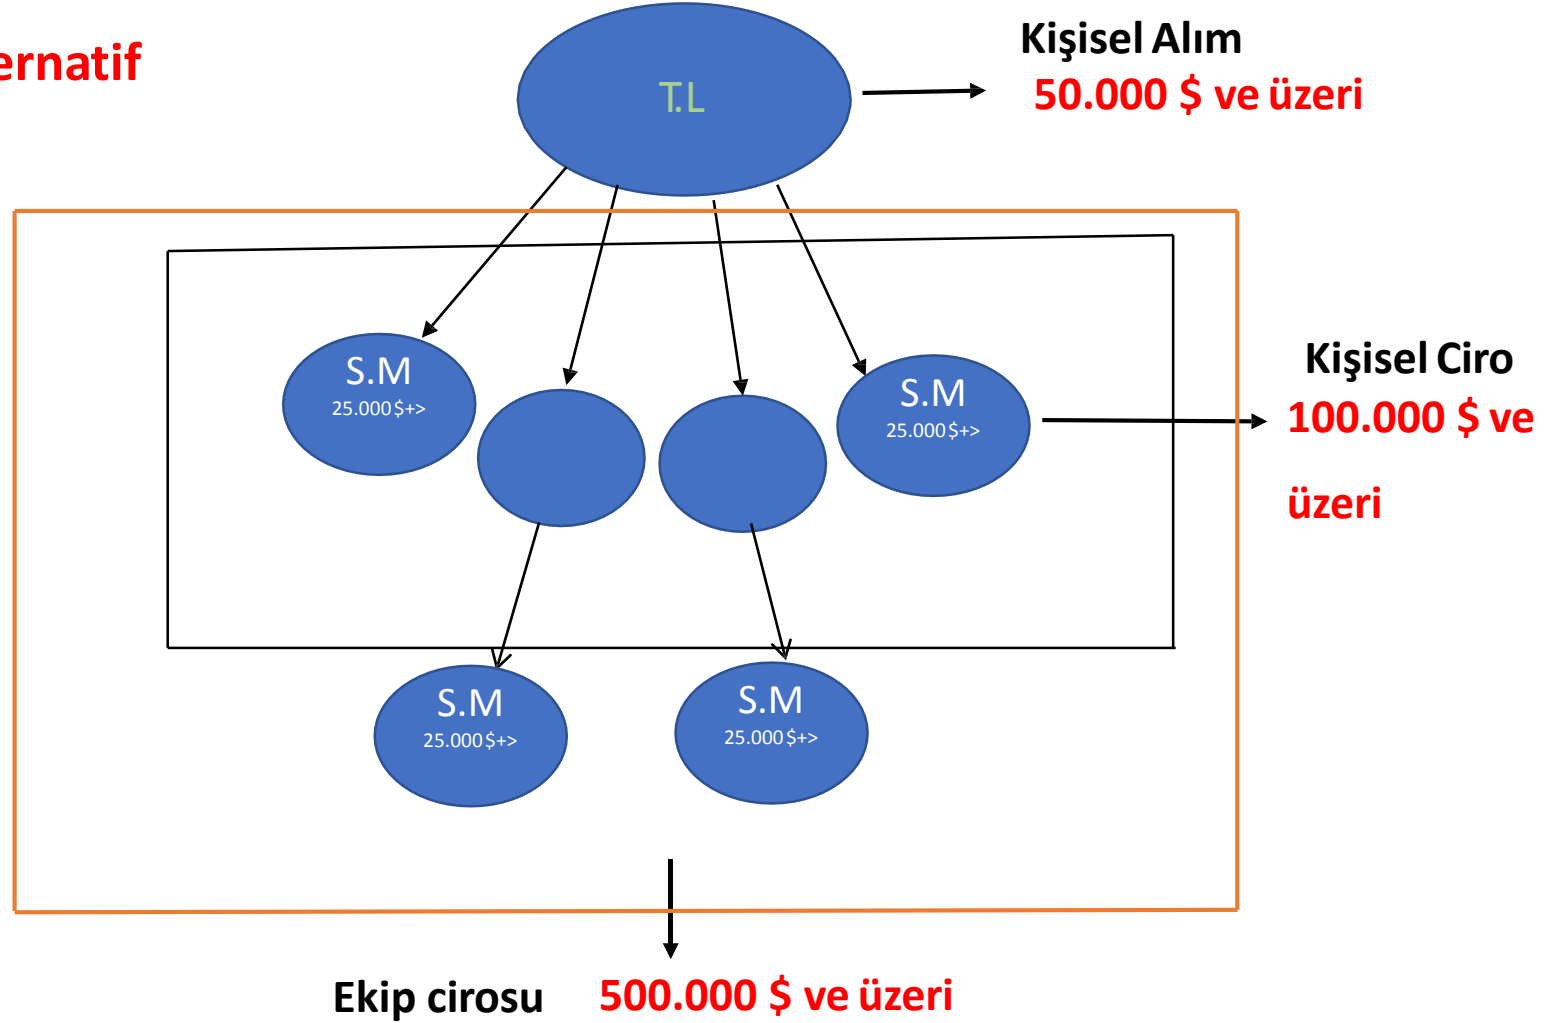 ernatif
T.L
Kişisel Alım
50.000 $ ve üzeri
S.M
25.000$+>
S.M
25.000$+>
Kişisel Ciro
100.000 $ ve
üzeri
S.M
25.000$+>
S.M
25.000$+>
Ekip cirosu 500.000 $ ve üzeri